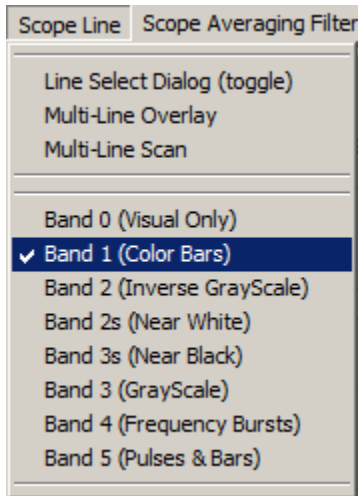 Scope Line Scope Averaging Filter
Line Select Dialog (toggle)
Multi-Line Overlay
Multi-Line Scan
Band 0 (Visual Only)
Band 1 (Color Bars)
Band 2 (Inverse GrayScale)
Band 2s (Near White)
Band 3s (Near Black)
Band 3 (GrayScale)
Band 4 (Frequency Bursts)
Band 5 (Pulses & Bars)